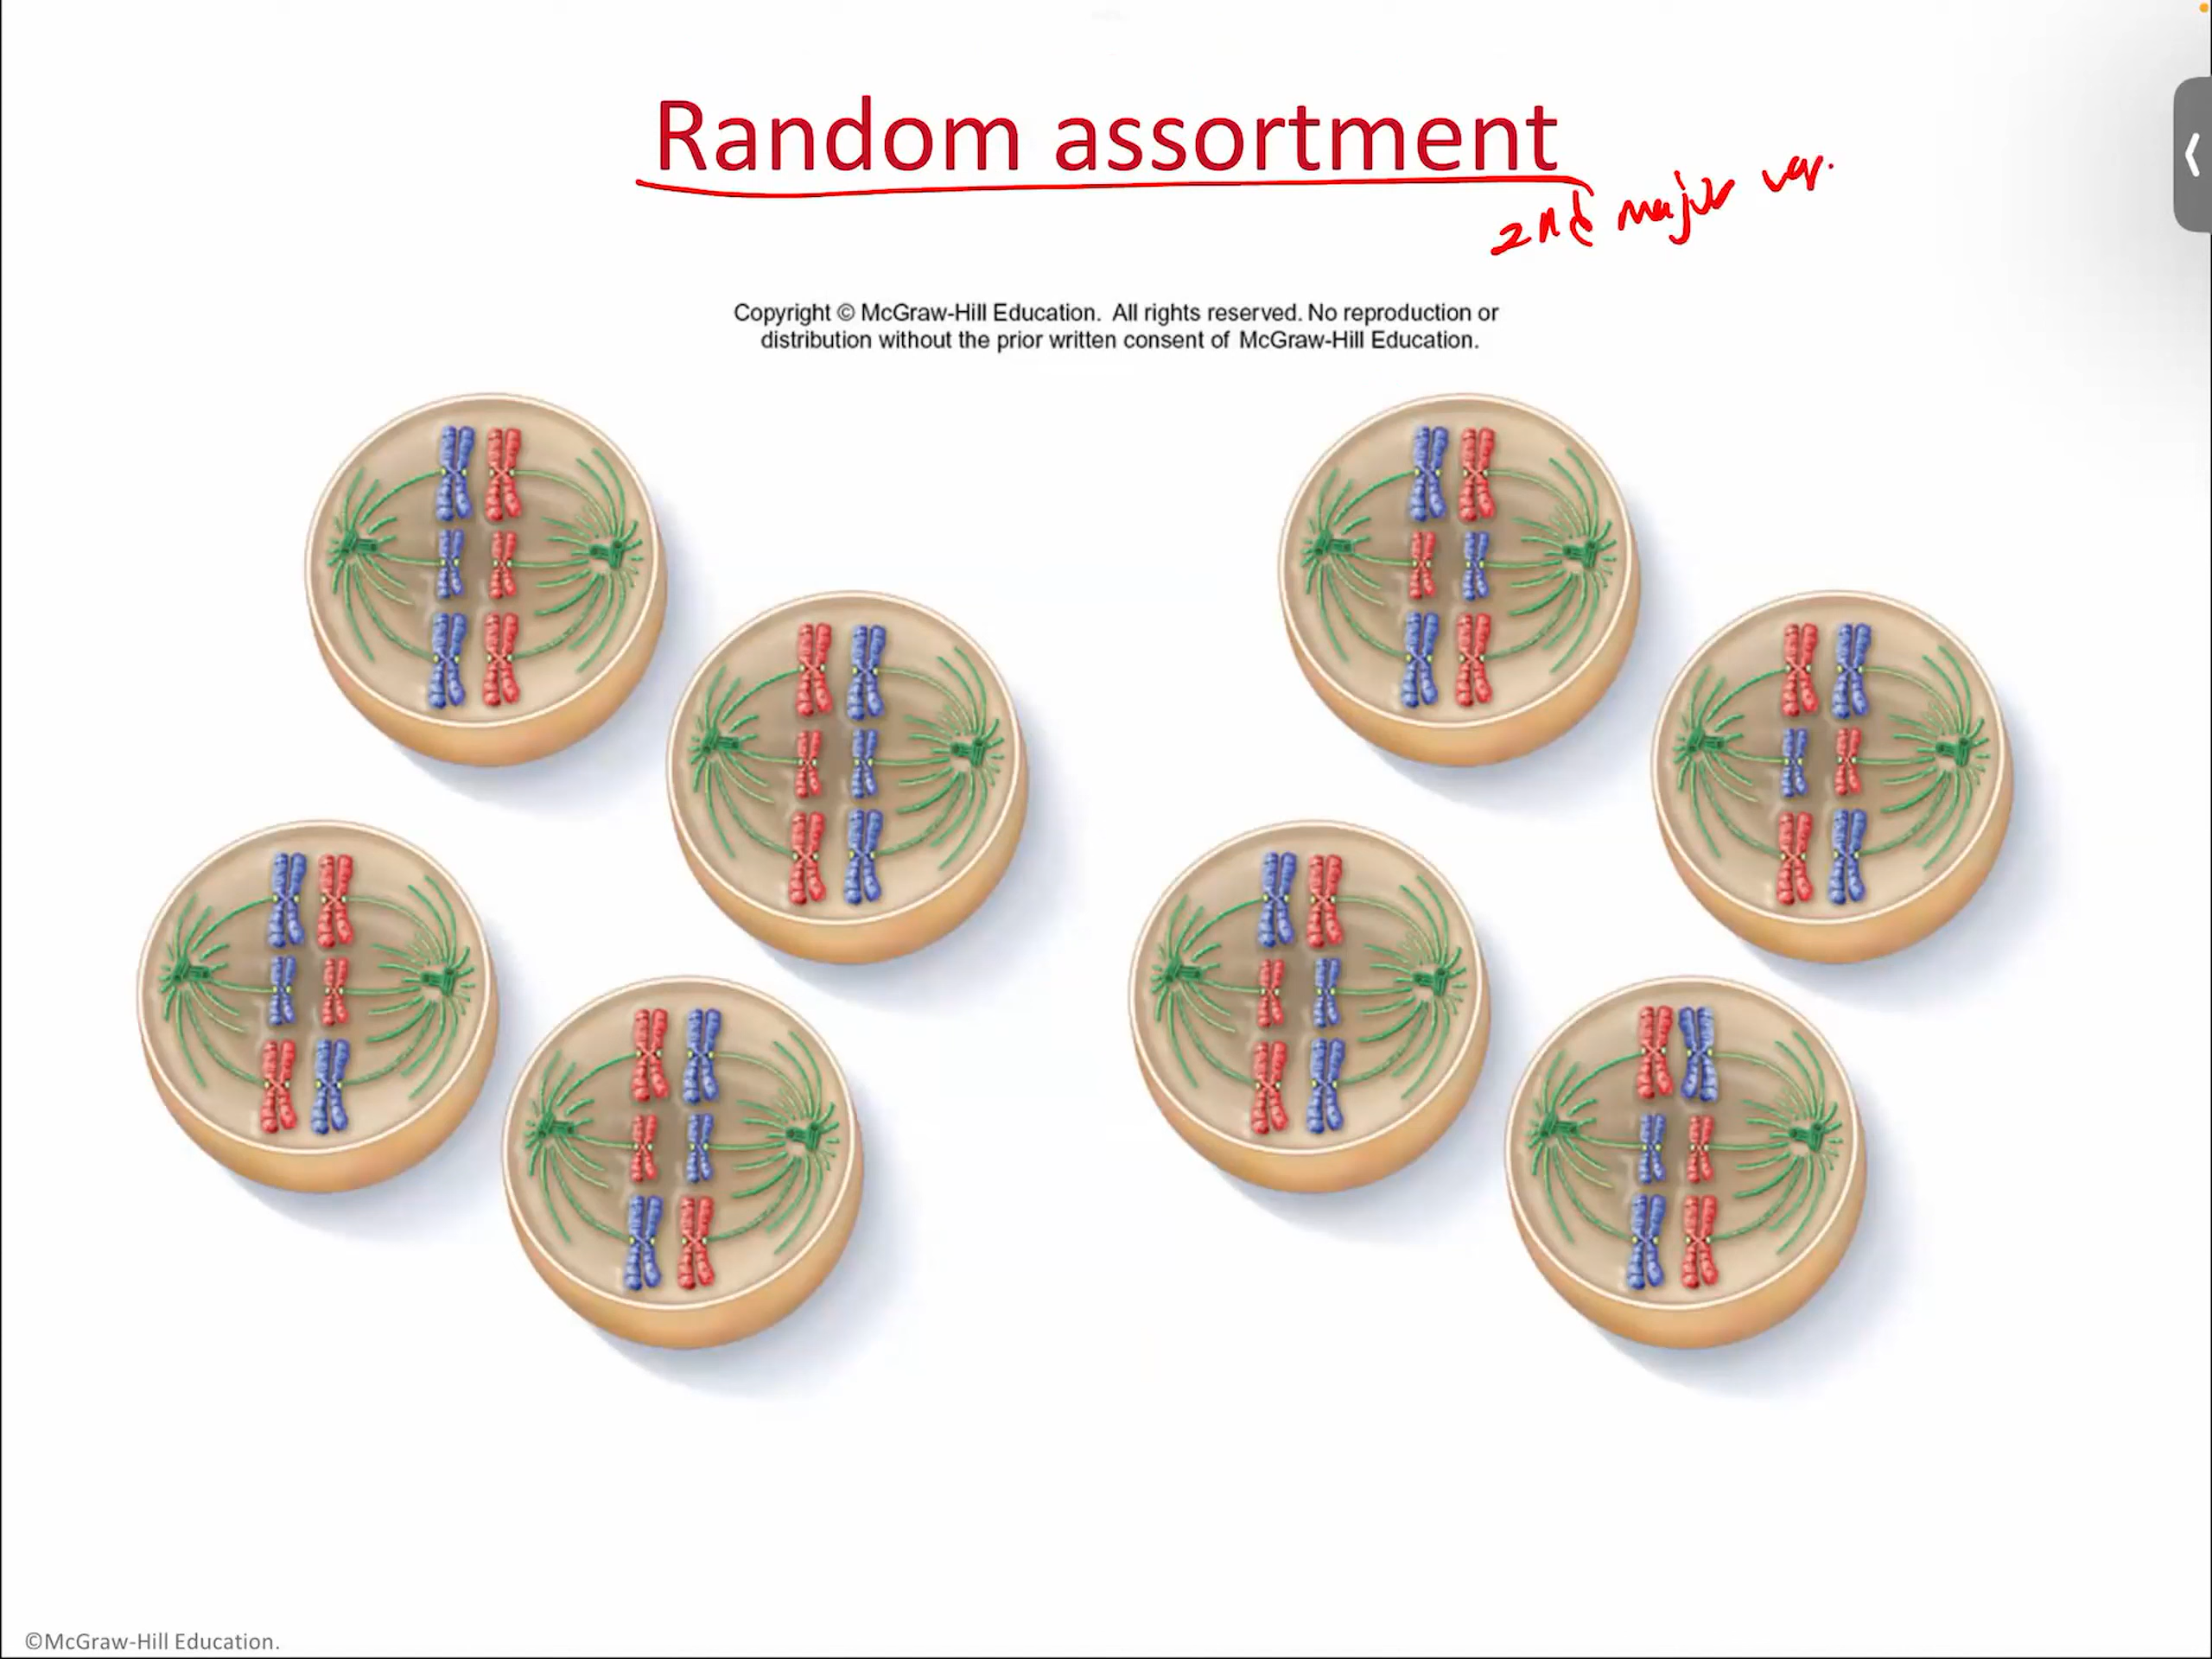 Random assortment
2nd major var.
Copyright © McGraw-Hill Education. All rights reserved. No reproduction or
distribution without the prior written consent of McGraw-Hill Education.
©McGraw-Hill Education.